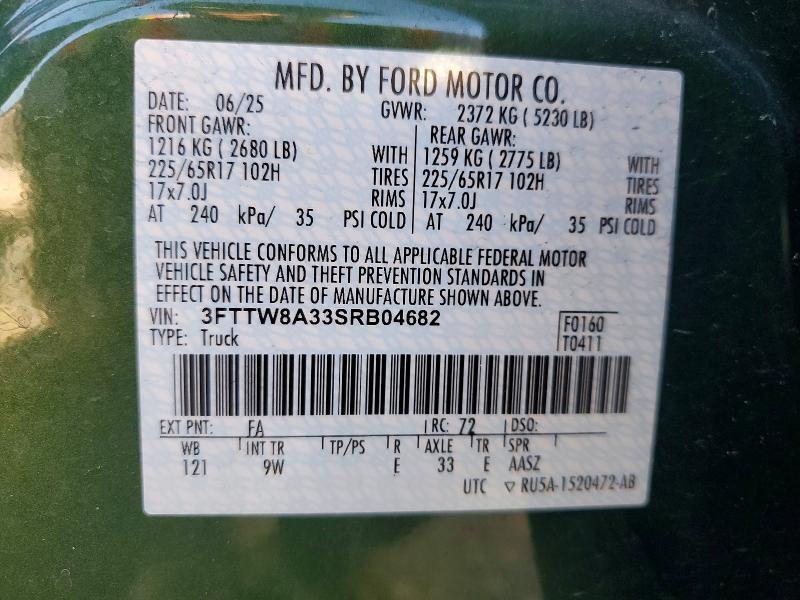 MFD. BY FORD MOTOR CO.
DATE: 06/25 GVWR: 2372 KG ( 5230 LB)
FRONT GAWR: REAR GAWR:
1216 KG ( 2680 LB) WITH 1259 KG ( 2775 LB) WITH
225/65R17 102H TIRES 225/65R17 102H TIRES
17x7.0J RIMS 17x7.0J RIMS
AT 240 kPa/ 35 PSI COLD AT 240 kPa/ 35 PSI COLD
THIS VEHICLE CONFORMS TO ALL APPLICABLE FEDERAL MOTOR
VEHICLE SAFETY AND THEFT PREVENTION STANDARDS IN
EFFECT ON THE DATE OF MANUFACTURE SHOWN ABOVE.
VIN: 3FTTW8A33SRB04682 F0160
TYPE: Truck T0411
EXT PNT: FA RC: 72 DSO:
WB INT TR TP/PS R AXLE TR SPR
121 9W E 33 E AASZ
UTC ▽ RU5A-1520472-AB